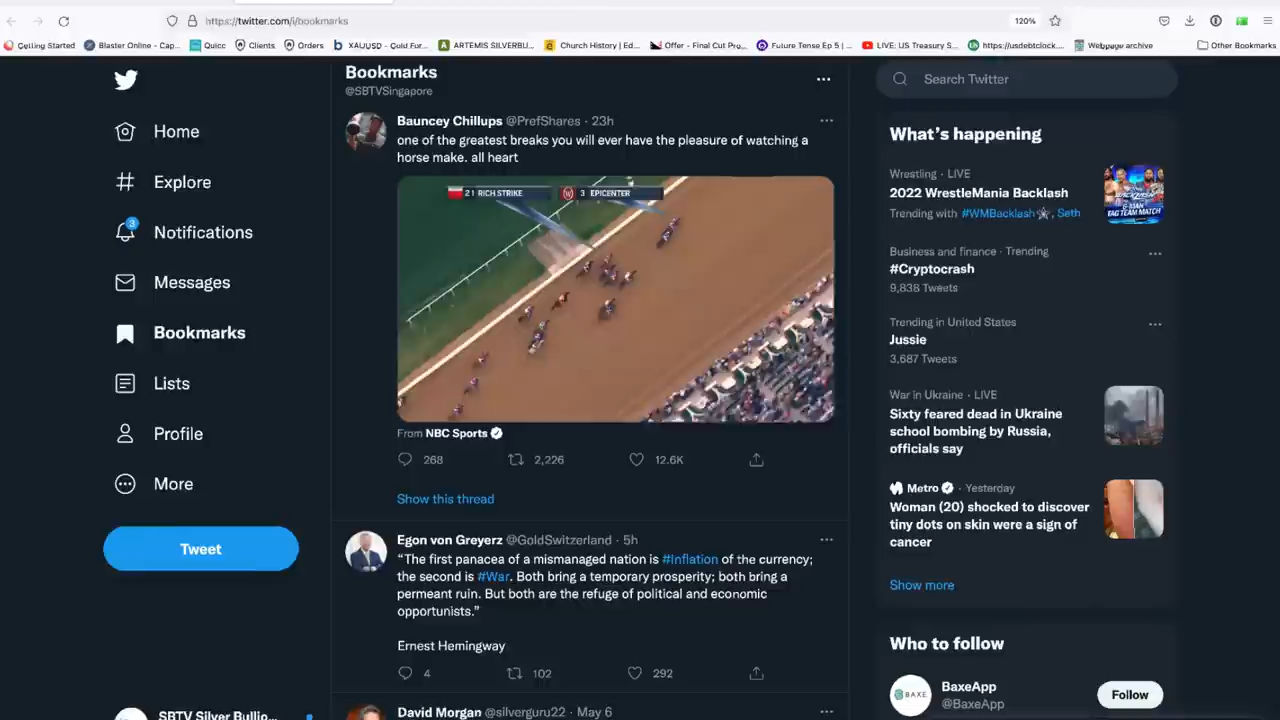 https://twitter.com/i/bookmarks
120%
Getting Started
Blaster Online - Cap...
Quicc
Clients
Orders
XAUUSD - Gold Fur...
ARTEMIS SILVERBU...
Church History | Ed...
Offer - Final Cut Pro...
Future Tense Ep 5 | ...
LIVE: US Treasury S...
https://usdebtclock....
Webpage archive
Other Bookmarks
Home
Explore
3
Notifications
Messages
Bookmarks
Lists
Profile
More
Tweet
SBTV Silver Bullio...
Bookmarks
@SBTVSingapore
Bauncey Chillups @PrefShares · 23h
one of the greatest breaks you will ever have the pleasure of watching a
horse make. all heart
21 RICH STRIKE
3 EPICENTER
From NBC Sports
268 2,226 12.6K
Show this thread
Egon von Greyerz @GoldSwitzerland · 5h
“The first panacea of a mismanaged nation is #Inflation of the currency;
the second is #War. Both bring a temporary prosperity; both bring a
permeant ruin. But both are the refuge of political and economic
opportunists.”
Ernest Hemingway
4 102 292
David Morgan @silverguru22 · May 6
Search Twitter
What’s happening
Wrestling · LIVE
2022 WrestleMania Backlash
Trending with #WMBacklash, Seth
TAG TEAM MATCH
Business and finance · Trending
#Cryptocrash
9,838 Tweets
Trending in United States
Jussie
3,687 Tweets
War in Ukraine · LIVE
Sixty feared dead in Ukraine
school bombing by Russia,
officials say
Metro · Yesterday
Woman (20) shocked to discover
tiny dots on skin were a sign of
cancer
Show more
Who to follow
BAXE
BaxeApp
@BaxeApp
Follow